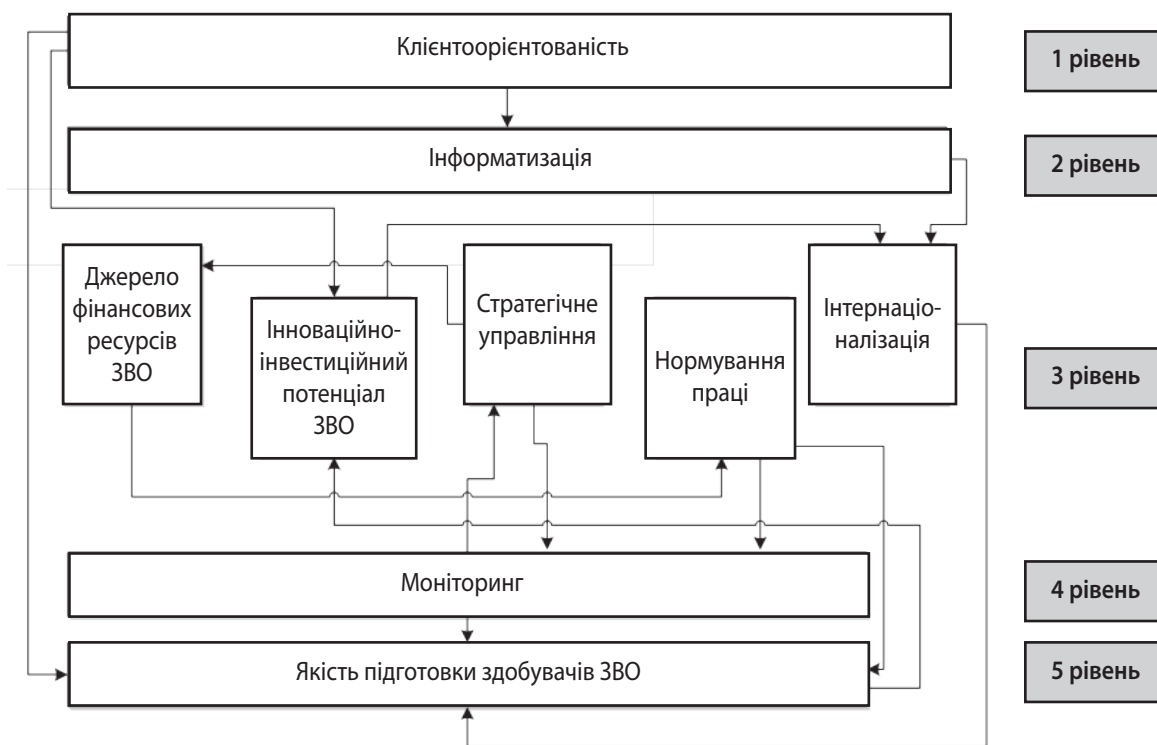 Клієнтоорієнтованість
1 рівень
Інформатизація
2 рівень
Джерело
фінансових
ресурсів
ЗВО
Інноваційно-
інвестиційний
потенціал
ЗВО
Стратегічне
управління
Нормування
праці
Інтернаціо-
налізація
3 рівень
Моніторинг
4 рівень
Якість підготовки здобувачів ЗВО
5 рівень